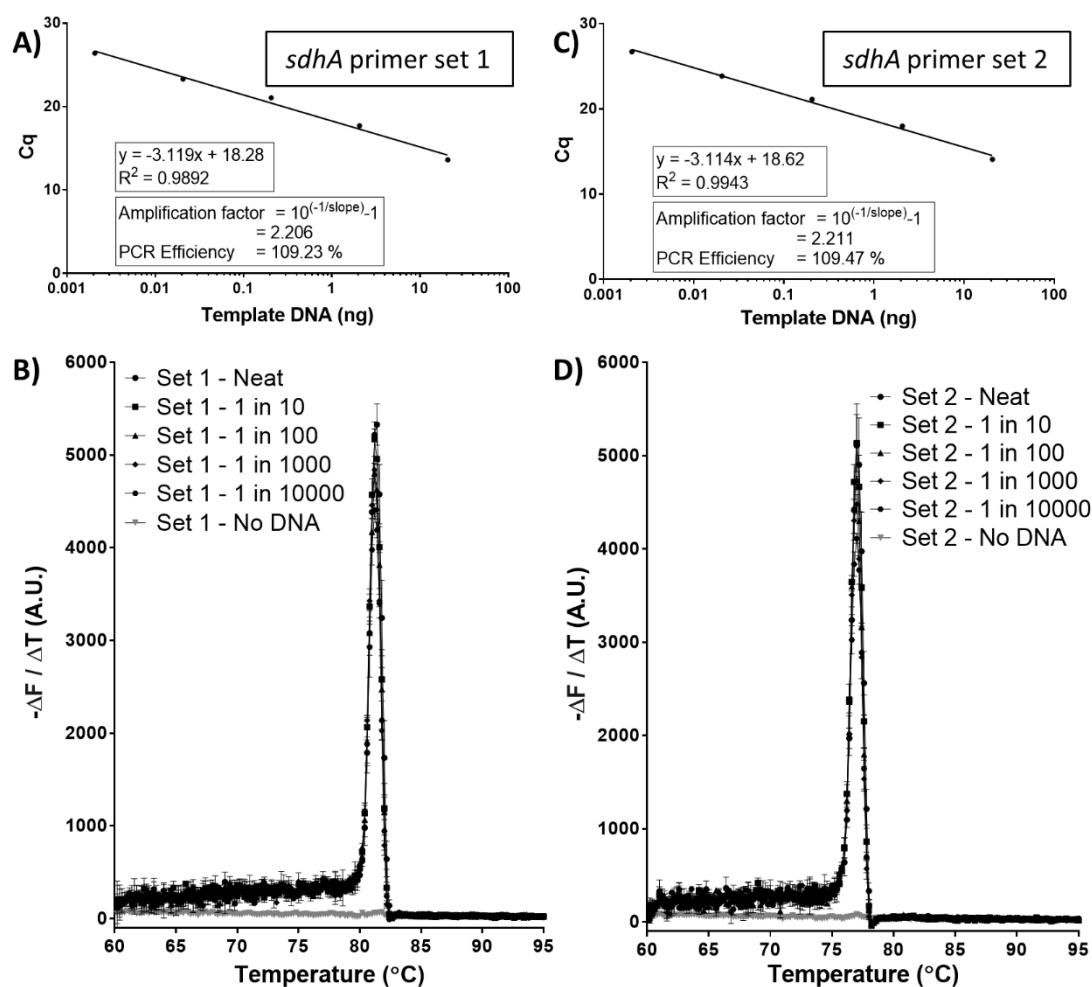 A)
sdhA primer set 1
30
20
10
0
Cq
y = -3.119x + 18.28
R² = 0.9892
Amplification factor = 10^(-1/slope)-1
= 2.206
PCR Efficiency = 109.23 %
0.001 0.01 0.1 1 10 100
Template DNA (ng)
C)
sdhA primer set 2
30
20
10
0
Cq
y = -3.114x + 18.62
R² = 0.9943
Amplification factor = 10^(-1/slope)-1
= 2.211
PCR Efficiency = 109.47 %
0.001 0.01 0.1 1 10 100
Template DNA (ng)
B)
6000
5000
4000
3000
2000
1000
0
-ΔF / ΔT (A.U.)
Set 1 - Neat
Set 1 - 1 in 10
Set 1 - 1 in 100
Set 1 - 1 in 1000
Set 1 - 1 in 10000
Set 1 - No DNA
60 65 70 75 80 85 90 95
Temperature (°C)
D)
6000
5000
4000
3000
2000
1000
0
-ΔF / ΔT (A.U.)
Set 2 - Neat
Set 2 - 1 in 10
Set 2 - 1 in 100
Set 2 - 1 in 1000
Set 2 - 1 in 10000
Set 2 - No DNA
60 65 70 75 80 85 90 95
Temperature (°C)